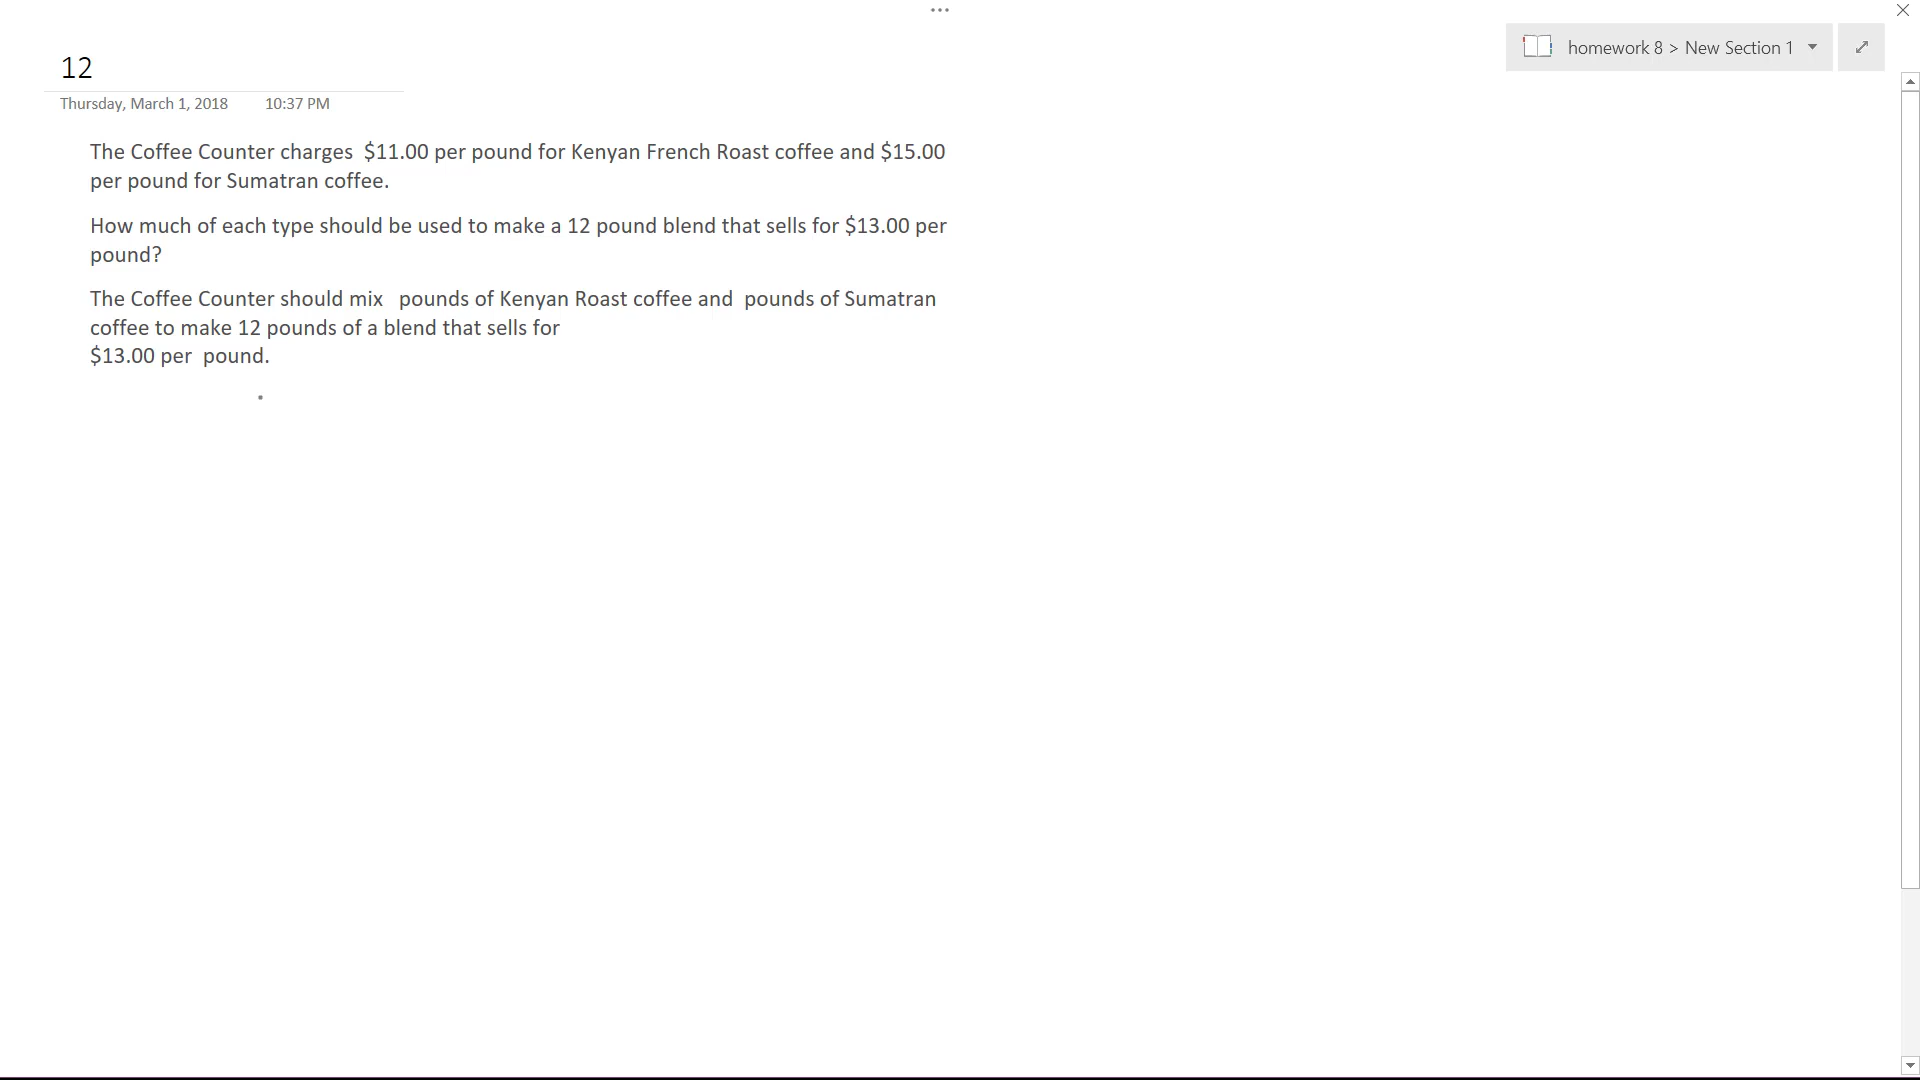 homework 8 > New Section 1
12
Thursday, March 1, 2018 10:37 PM
The Coffee Counter charges $11.00 per pound for Kenyan French Roast coffee and $15.00
per pound for Sumatran coffee.
How much of each type should be used to make a 12 pound blend that sells for $13.00 per
pound?
The Coffee Counter should mix pounds of Kenyan Roast coffee and pounds of Sumatran
coffee to make 12 pounds of a blend that sells for
$13.00 per pound.